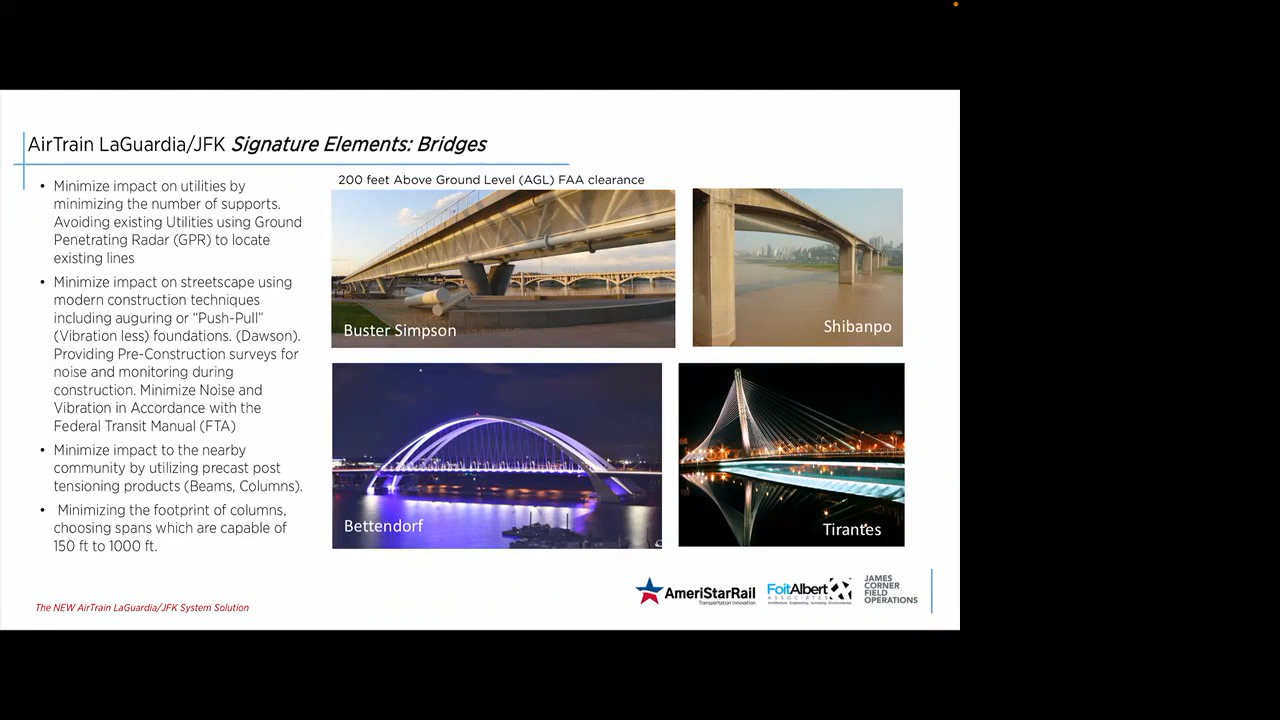 AirTrain LaGuardia/JFK Signature Elements: Bridges
• Minimize impact on utilities by
minimizing the number of supports.
Avoiding existing Utilities using Ground
Penetrating Radar (GPR) to locate
existing lines
• Minimize impact on streetscape using
modern construction techniques
including auguring or “Push-Pull”
(Vibration less) foundations. (Dawson).
Providing Pre-Construction surveys for
noise and monitoring during
construction. Minimize Noise and
Vibration in Accordance with the
Federal Transit Manual (FTA)
• Minimize impact to the nearby
community by utilizing precast post
tensioning products (Beams, Columns).
• Minimizing the footprint of columns,
choosing spans which are capable of
150 ft to 1000 ft.
200 feet Above Ground Level (AGL) FAA clearance
Buster Simpson
Shibanpo
Bettendorf
Tirantes
The NEW AirTrain LaGuardia/JFK System Solution
AmeriStarRail
Transportation Innovation
FoitAlbert
ASSOCIATES
Architecture, Engineering, Surveying, Environmental
JAMES
CORNER
FIELD
OPERATIONS